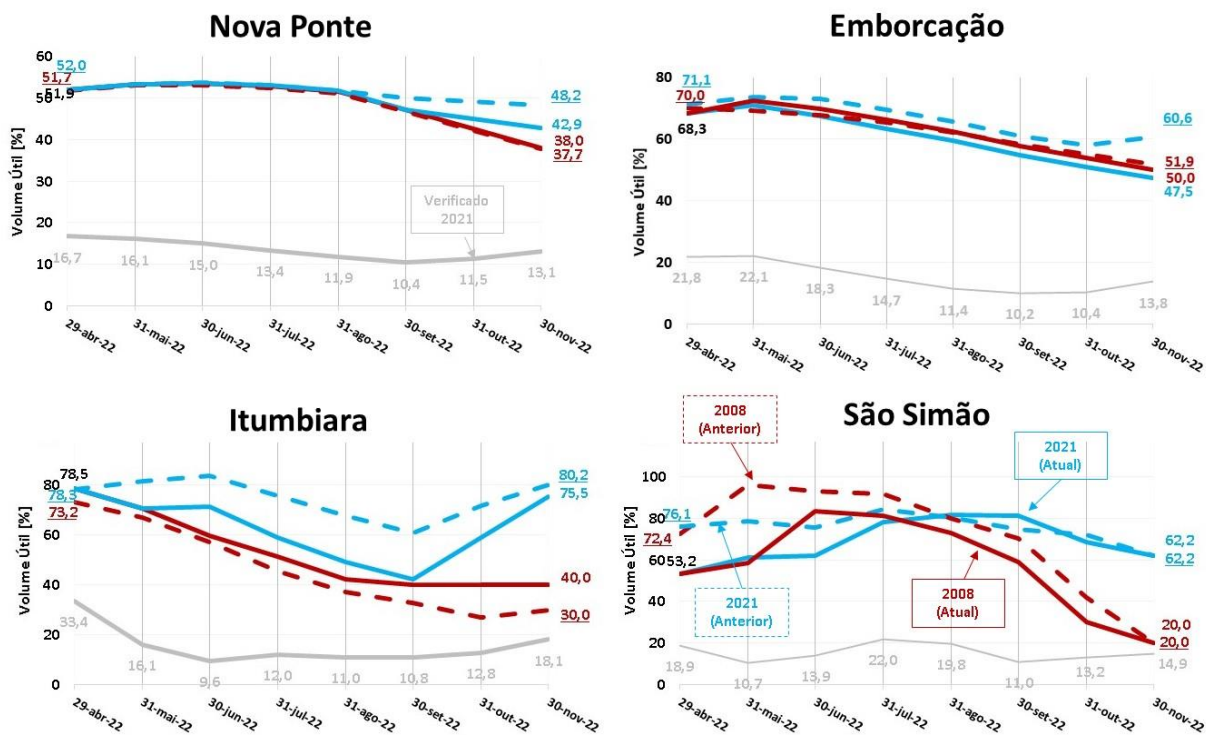 Nova Ponte
Volume Útil [%]
60
50
40
30
20
10
0
52,0
51,7
51,9
48,2
42,9
38,0
37,7
Verificado
2021
16,7
16,1
15,0
13,4
11,9
10,4
11,5
13,1
29-abr-22
31-mai-22
30-jun-22
31-jul-22
31-ago-22
30-set-22
31-out-22
30-nov-22
Emborcação
Volume Útil [%]
80
60
40
20
0
71,1
70,0
68,3
60,6
51,9
50,0
47,5
21,8
22,1
18,3
14,7
11,4
10,2
10,4
13,8
29-abr-22
31-mai-22
30-jun-22
31-jul-22
31-ago-22
30-set-22
31-out-22
30-nov-22
Itumbiara
Volume Útil [%]
80
60
40
20
0
78,5
78,3
73,2
80,2
75,5
40,0
30,0
33,4
16,1
9,6
12,0
11,0
10,8
12,8
18,1
29-abr-22
31-mai-22
30-jun-22
31-jul-22
31-ago-22
30-set-22
31-out-22
30-nov-22
São Simão
Volume Útil [%]
100
80
60
40
20
0
2008
(Anterior)
2021
(Atual)
2021
(Anterior)
2008
(Atual)
76,1
72,4
53,2
62,2
62,2
20,0
20,0
18,9
10,7
13,9
22,0
19,8
11,0
13,2
14,9
29-abr-22
31-mai-22
30-jun-22
31-jul-22
31-ago-22
30-set-22
31-out-22
30-nov-22